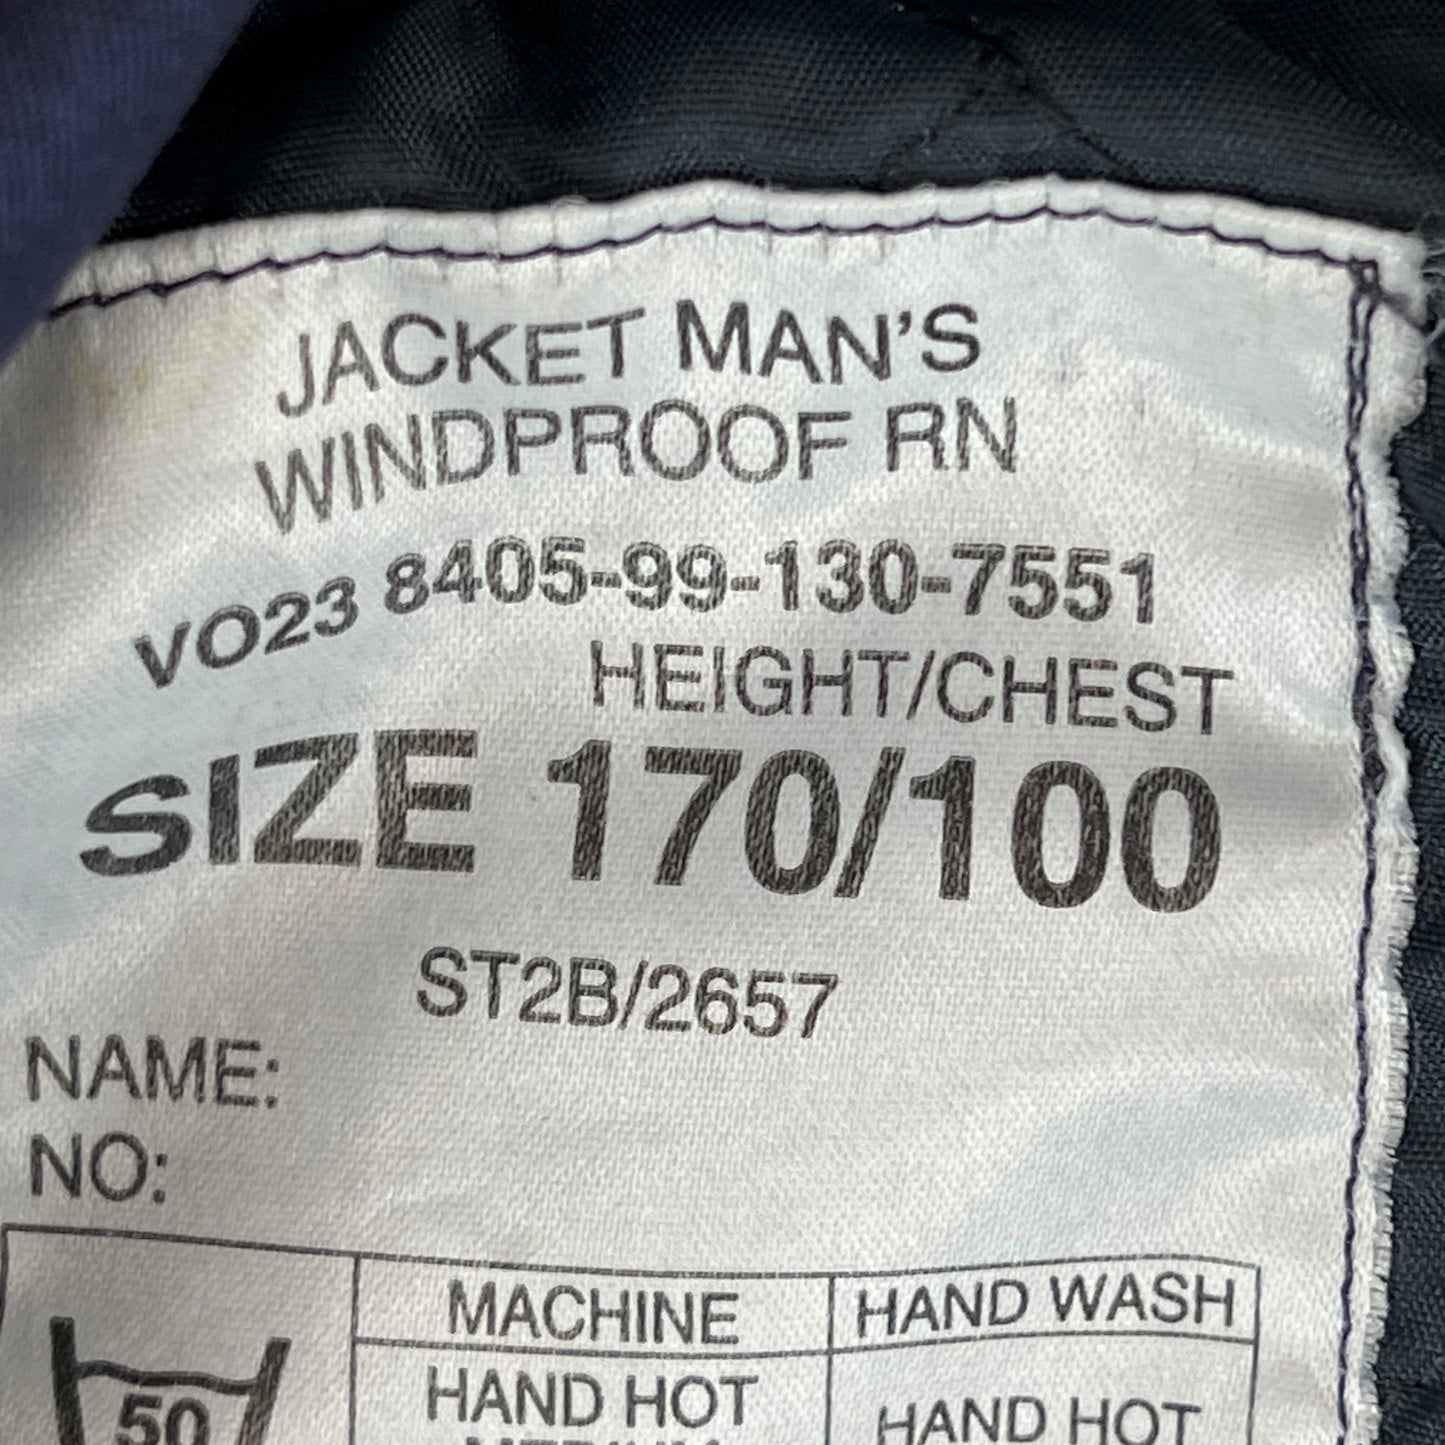 JACKET MAN'S
WINDPROOF RN
VO23 8405-99-130-7551
HEIGHT/CHEST
SIZE 170/100
ST2B/2657
NAME:
NO:
MACHINE HAND WASH
50 HAND HOT HAND HOT